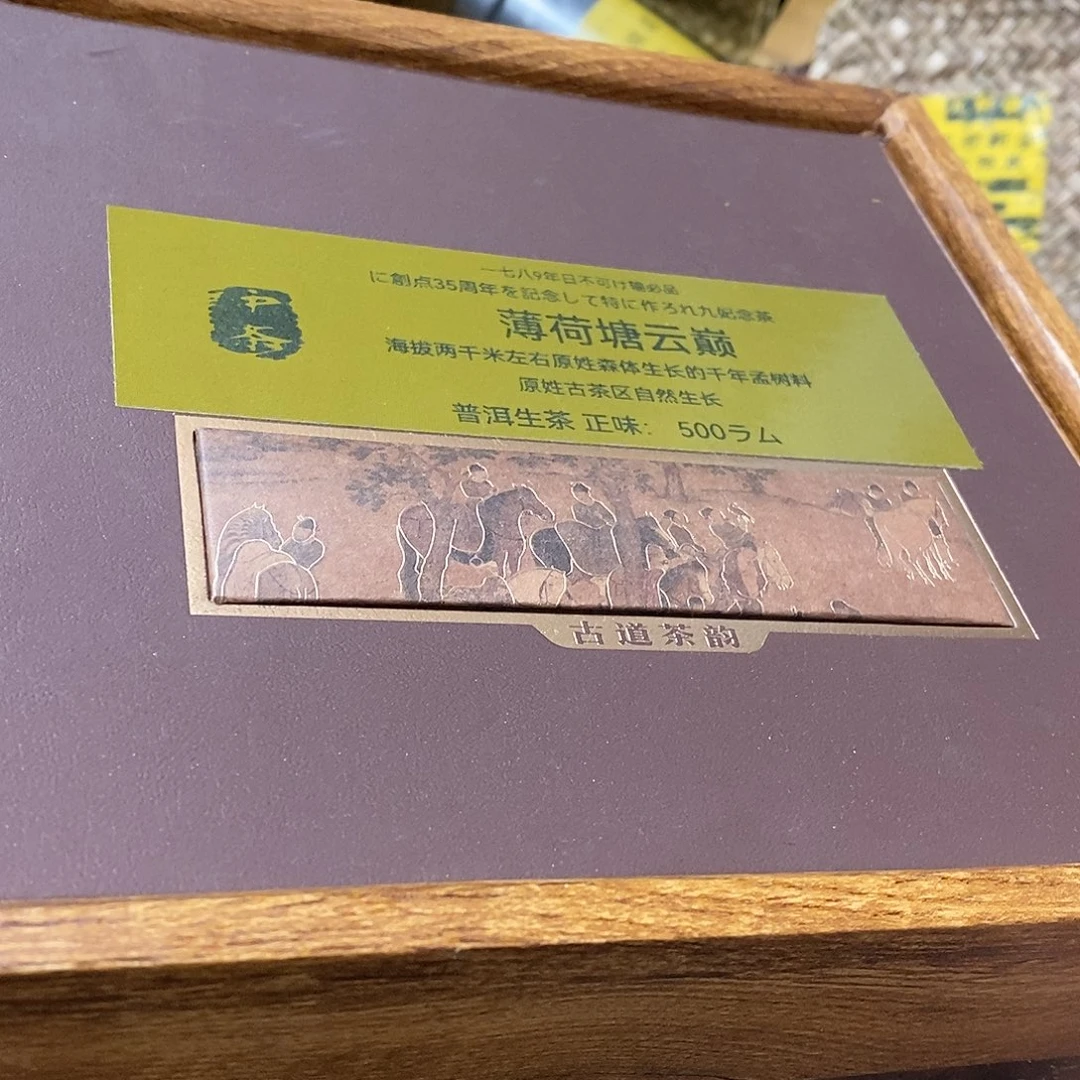 一七八9年日不可け輸必品
に創点35周年を記念して特に作ろれ九妃念茶
薄荷塘云巅
海拔两千米左右原姓森体生长的千年孟树料
原姓古茶区自然生长
普洱生茶 正味: 500ラム
古道茶韵